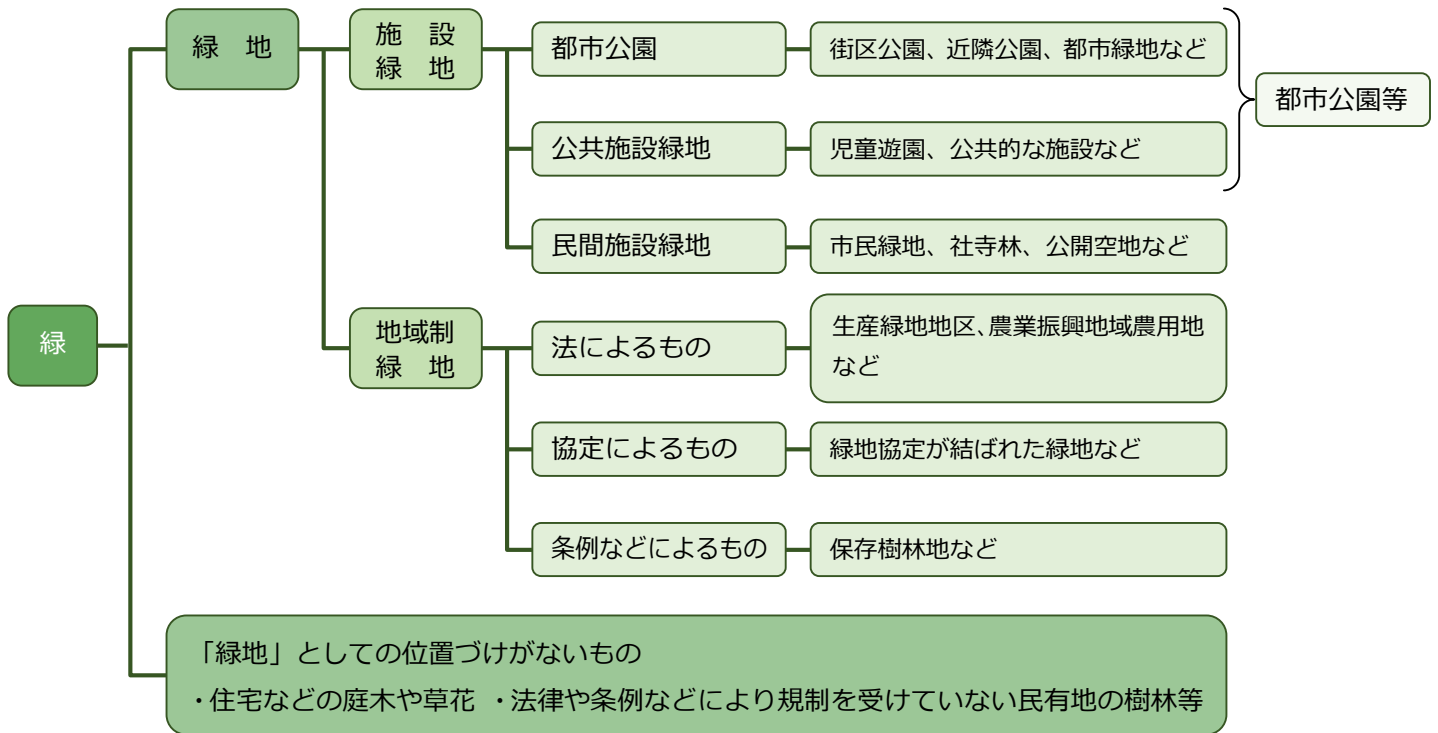 緑
緑　地
施　設
緑　地
都市公園
街区公園、近隣公園、都市緑地など
都市公園等
公共施設緑地
児童遊園、公共的な施設など
民間施設緑地
市民緑地、社寺林、公開空地など
地域制
緑　地
法によるもの
生産緑地地区、農業振興地域農用地
など
協定によるもの
緑地協定が結ばれた緑地など
条例などによるもの
保存樹林地など
「緑地」としての位置づけがないもの
・住宅などの庭木や草花 ・法律や条例などにより規制を受けていない民有地の樹林等